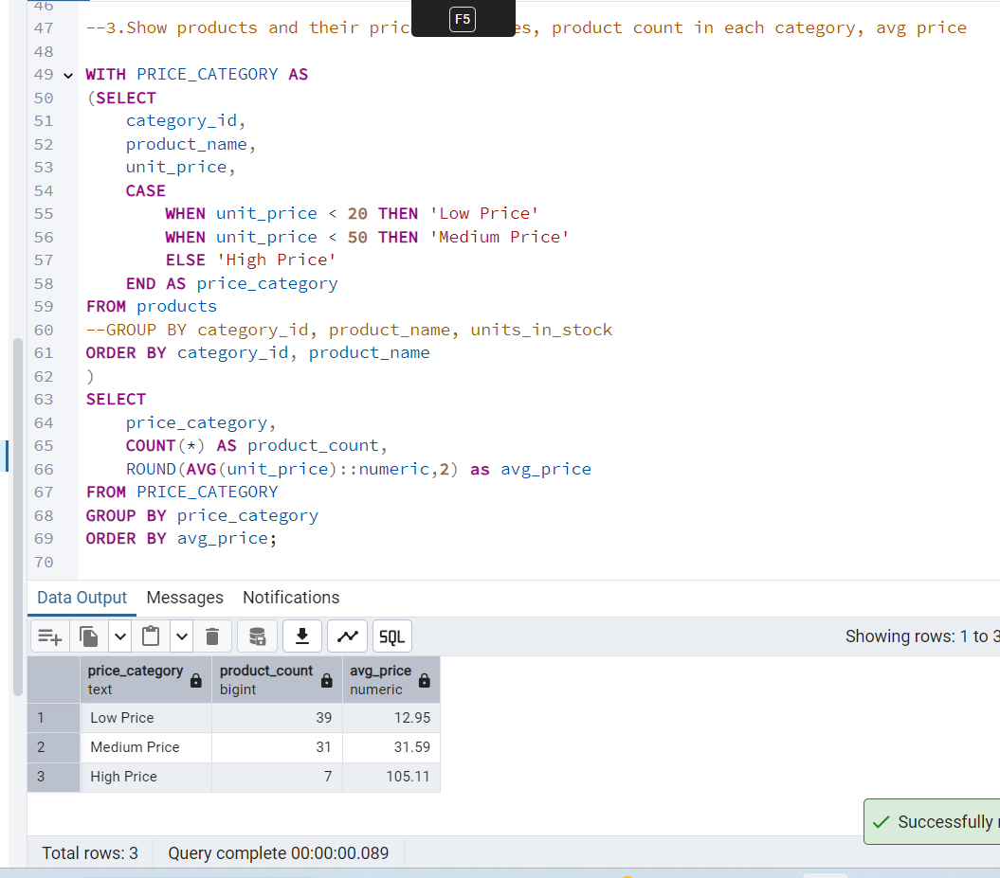 46
F5
47 --3.Show products and their pric es, product count in each category, avg price
48
49 WITH PRICE_CATEGORY AS
50 (SELECT
51 category_id,
52 product_name,
53 unit_price,
54 CASE
55 WHEN unit_price < 20 THEN 'Low Price'
56 WHEN unit_price < 50 THEN 'Medium Price'
57 ELSE 'High Price'
58 END AS price_category
59 FROM products
60 --GROUP BY category_id, product_name, units_in_stock
61 ORDER BY category_id, product_name
62 )
63 SELECT
64 price_category,
65 COUNT(*) AS product_count,
66 ROUND(AVG(unit_price)::numeric,2) as avg_price
67 FROM PRICE_CATEGORY
68 GROUP BY price_category
69 ORDER BY avg_price;
70
Data Output Messages Notifications
SQL Showing rows: 1 to 3
price_category product_count avg_price
text bigint numeric
1 Low Price 39 12.95
2 Medium Price 31 31.59
3 High Price 7 105.11
Successfully
Total rows: 3 Query complete 00:00:00.089